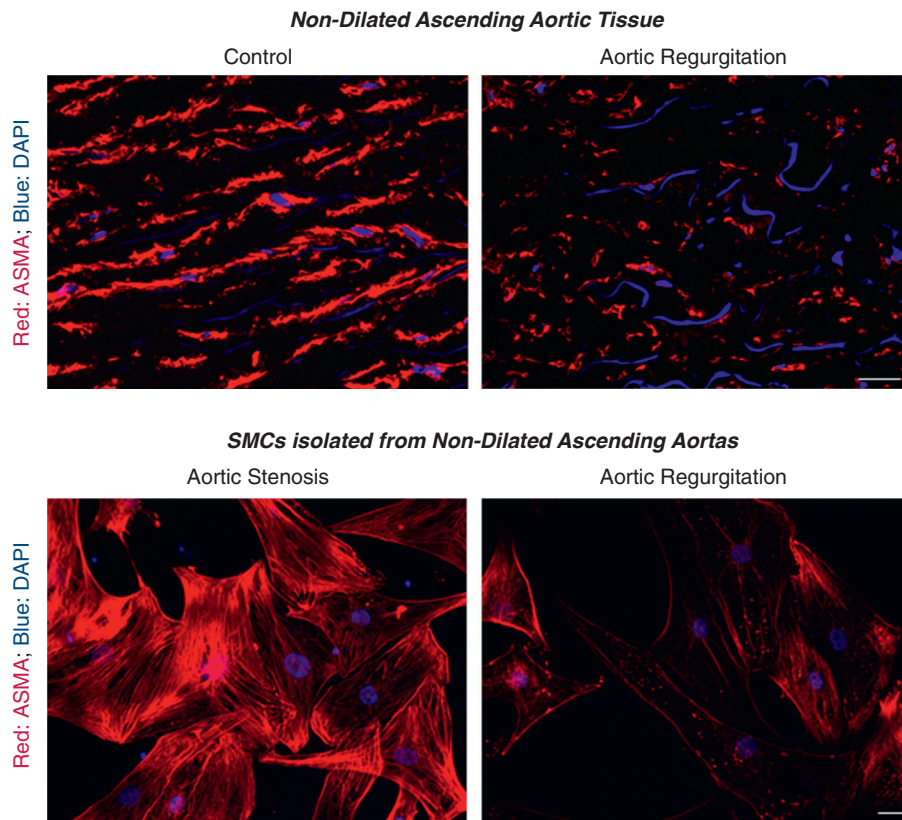 Non-Dilated Ascending Aortic Tissue
Control
Aortic Regurgitation
Red: ASMA; Blue: DAPI
SMCs isolated from Non-Dilated Ascending Aortas
Aortic Stenosis
Aortic Regurgitation
Red: ASMA; Blue: DAPI